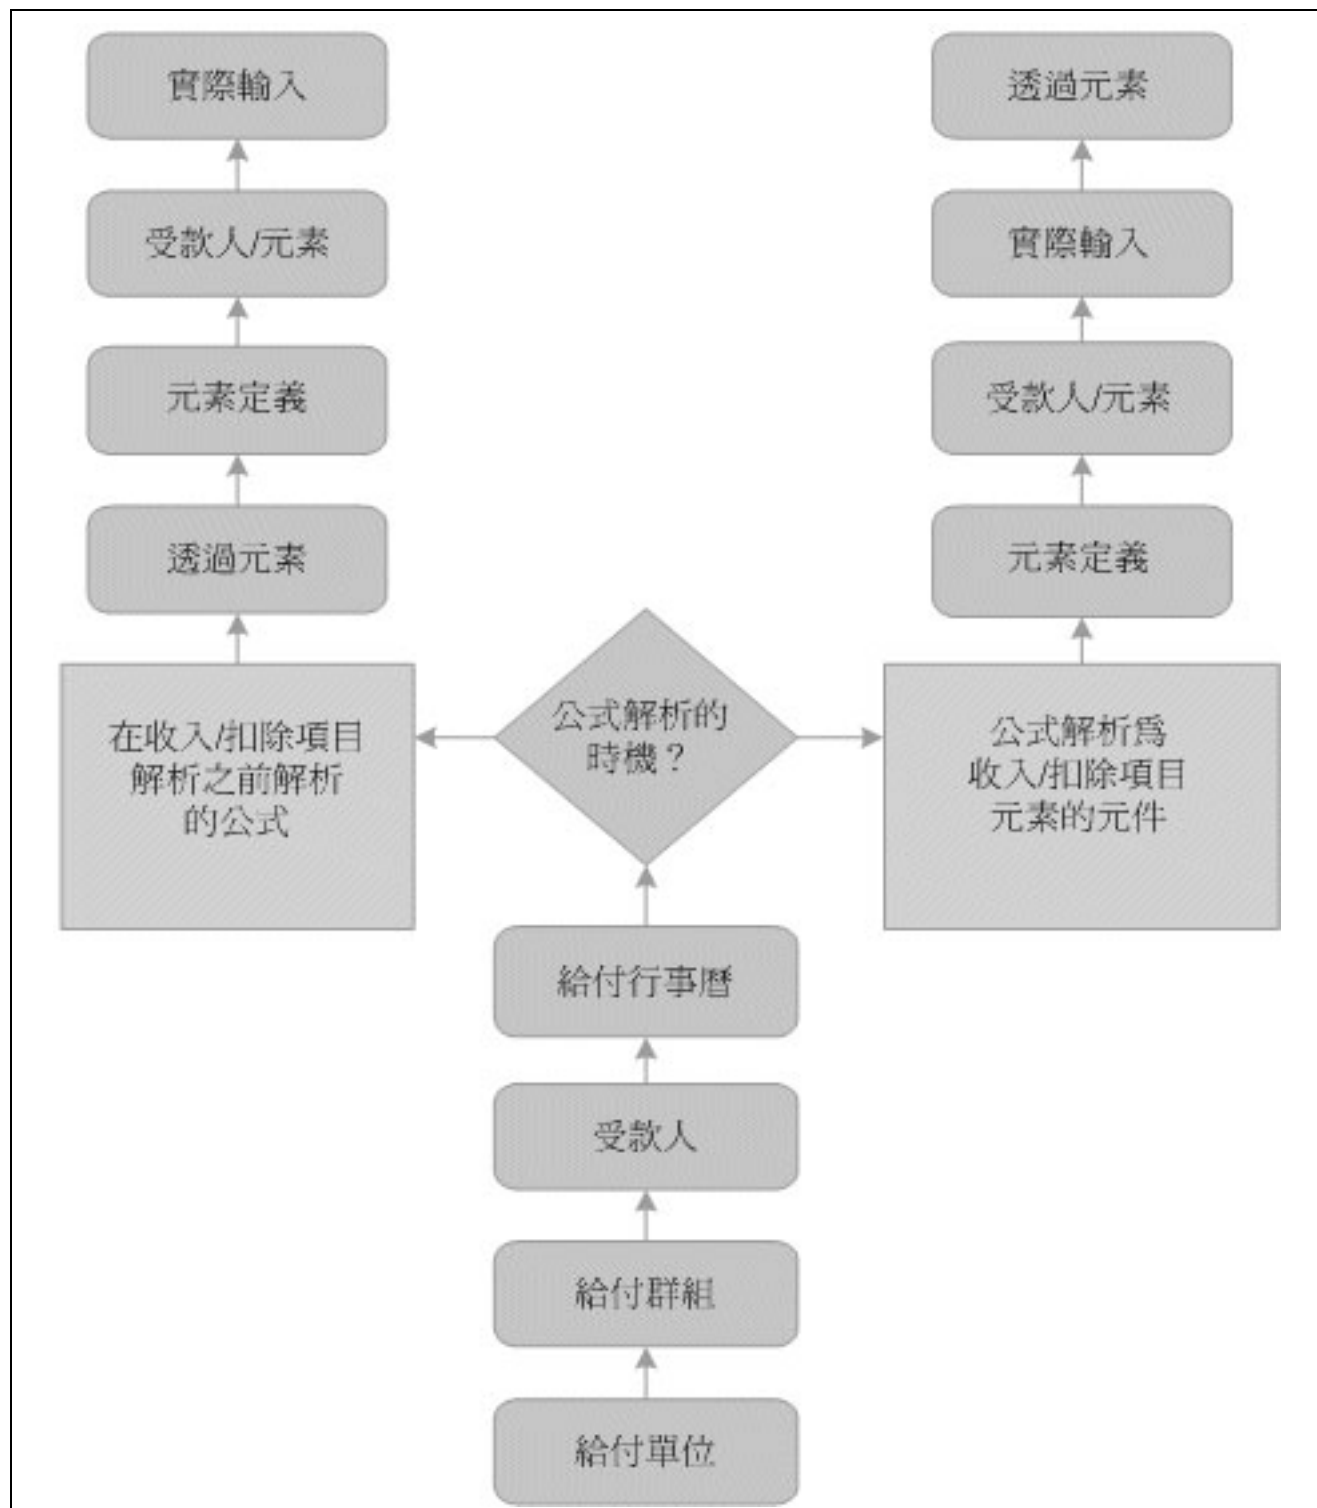 實際輸入
受款人/元素
元素定義
透過元素
在收入/扣除項目
解析之前解析
的公式
公式解析的
時機？
透過元素
實際輸入
受款人/元素
元素定義
公式解析爲
收入/扣除項目
元素的元件
給付行事曆
受款人
給付群組
給付單位